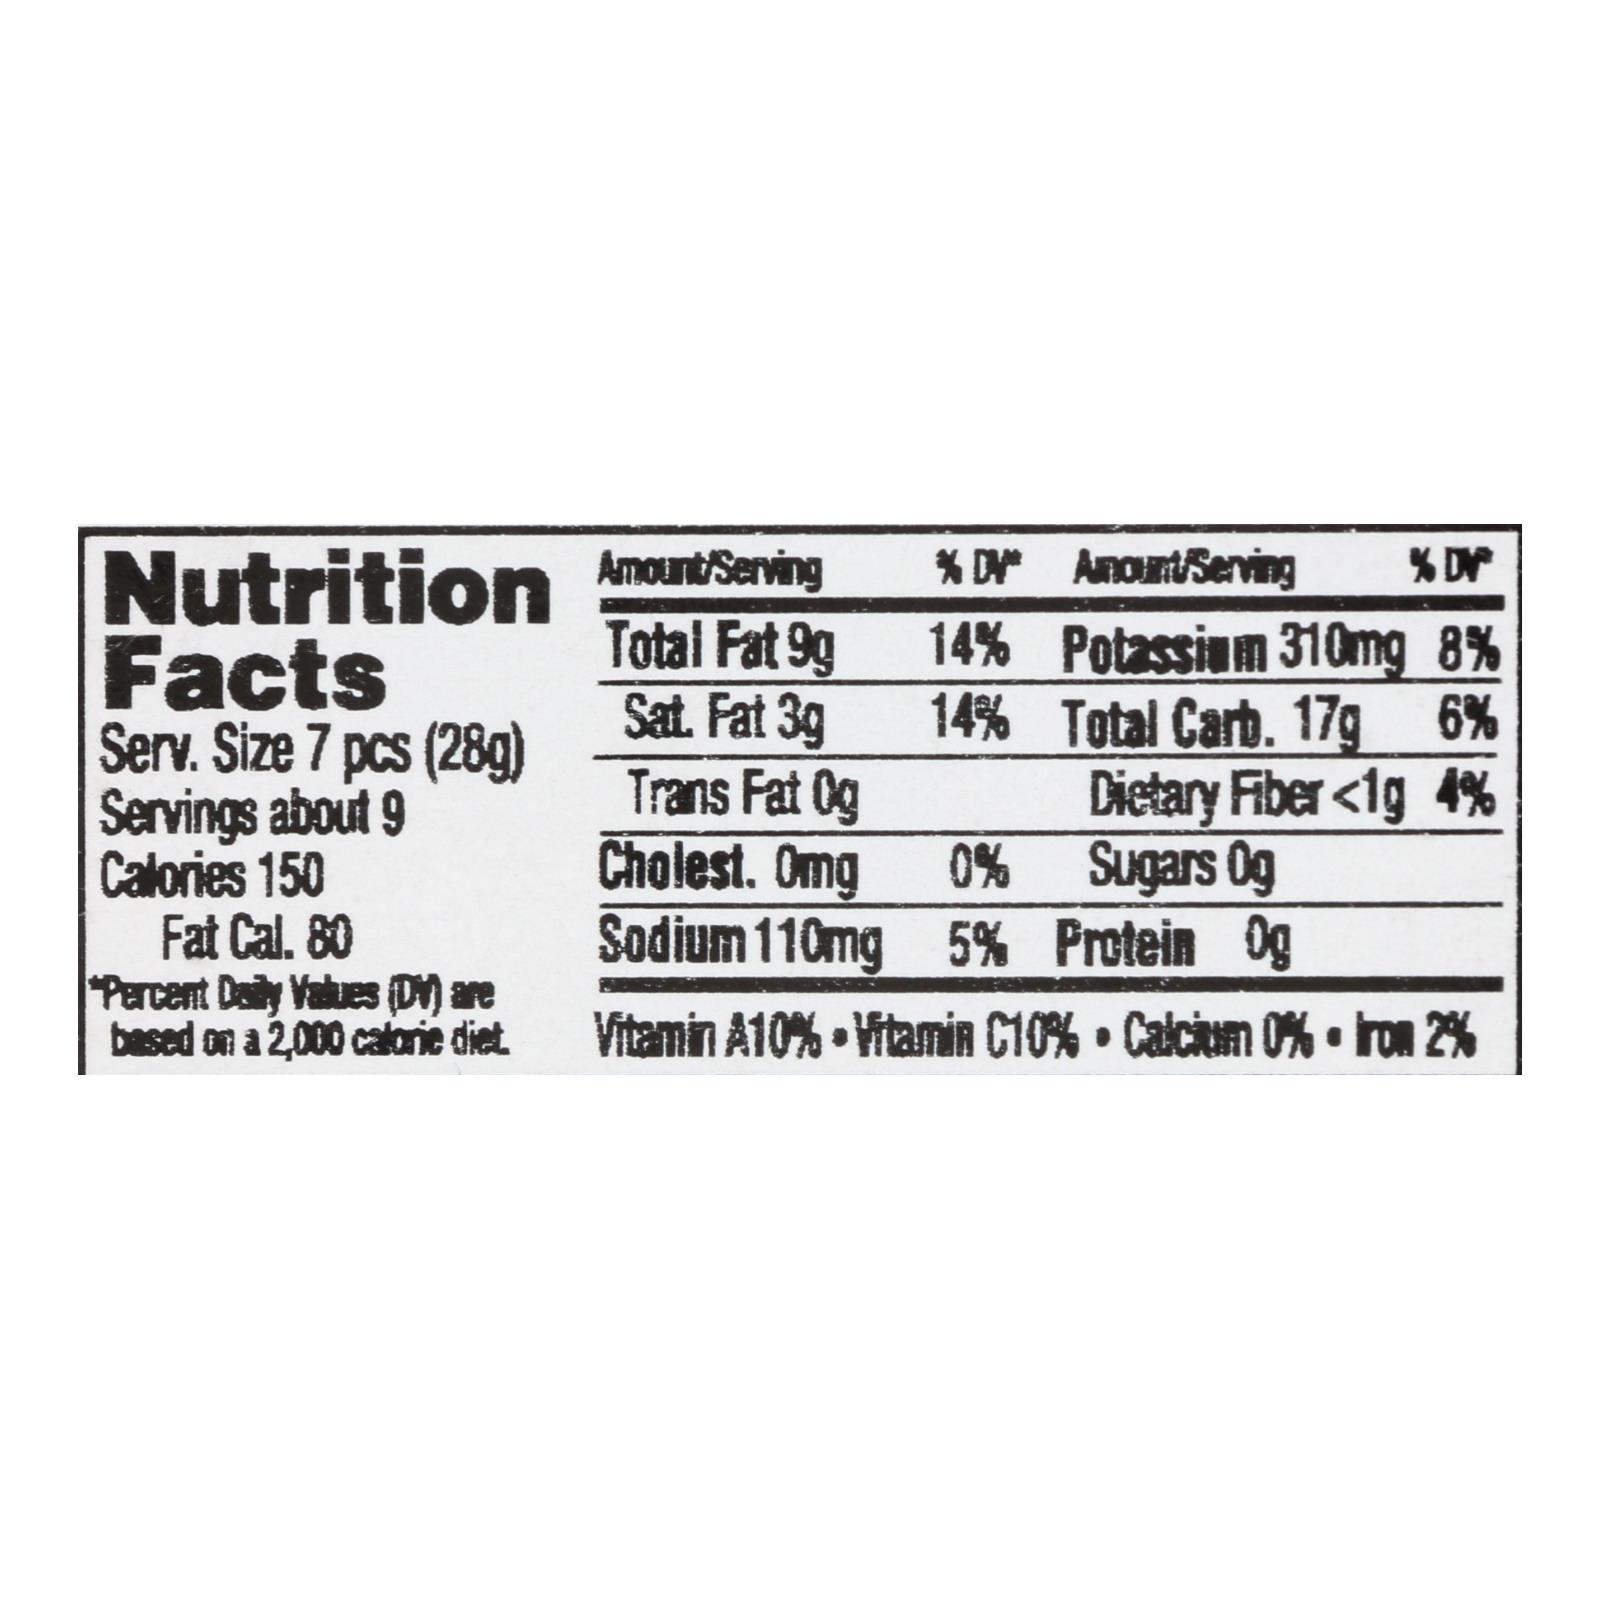 Nutrition
Facts
Serv. Size 7 pcs (28g)
Servings about 9
Calories 150
Fat Cal. 80
*Percent Daily Values (DV) are
based on a 2,000 calorie diet.
Amount/Serving % DV*
Total Fat 9g 14%
Sat. Fat 3g 14%
Trans Fat 0g
Cholest. 0mg 0%
Sodium 110mg 5%
Amount/Serving % DV*
Potassium 310mg 8%
Total Carb. 17g 6%
Dietary Fiber <1g 4%
Sugars 0g
Protein 0g
Vitamin A10% • Vitamin C10% • Calcium 0% • Iron 2%